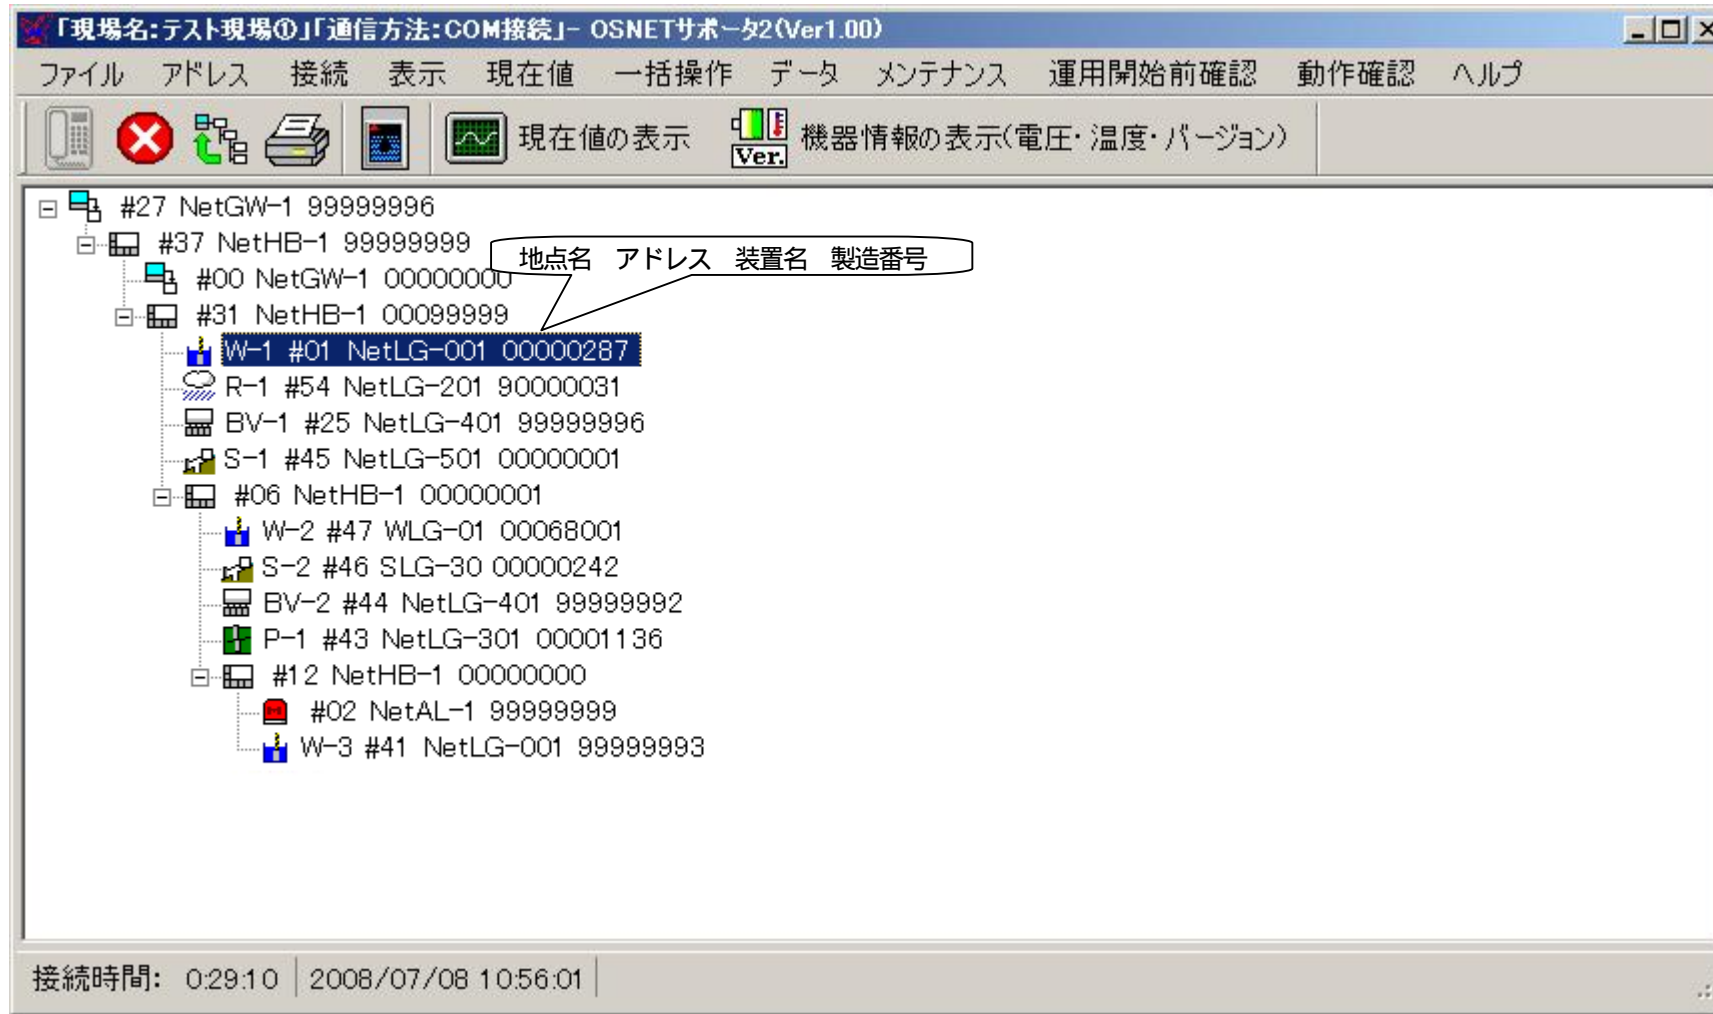 「現場名:テスト現場①」「通信方法:COM接続」- OSNETサポータ2(Ver1.00)
ファイル アドレス 接続 表示 現在値 一括操作 データ メンテナンス 運用開始前確認 動作確認 ヘルプ
現在値の表示 Ver. 機器情報の表示(電圧・温度・バージョン)
#27 NetGW-1 99999996
#37 NetHB-1 99999999
地点名 アドレス 装置名 製造番号
#00 NetGW-1 00000000
#31 NetHB-1 00099999
W-1 #01 NetLG-001 00000287
R-1 #54 NetLG-201 90000031
BV-1 #25 NetLG-401 99999996
S-1 #45 NetLG-501 00000001
#06 NetHB-1 00000001
W-2 #47 WLG-01 00068001
S-2 #46 SLG-30 00000242
BV-2 #44 NetLG-401 99999992
P-1 #43 NetLG-301 00001136
#12 NetHB-1 00000000
#02 NetAL-1 99999999
W-3 #41 NetLG-001 99999993
接続時間: 0:29:10 2008/07/08 10:56:01